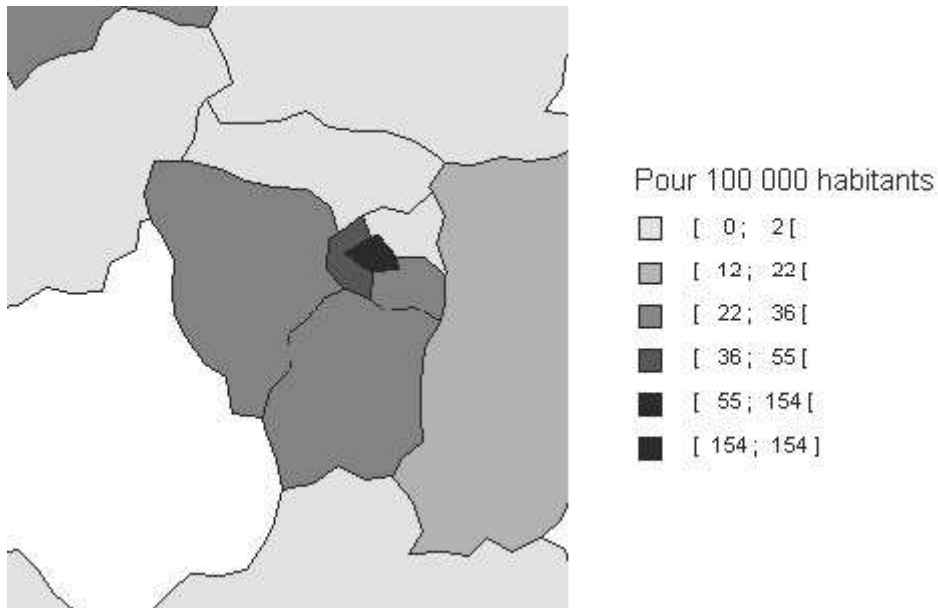 Pour 100 000 habitants
[ 0 ; 2 [
[ 12 ; 22 [
[ 22 ; 36 [
[ 36 ; 55 [
[ 55 ; 154 [
[ 154 ; 154 ]